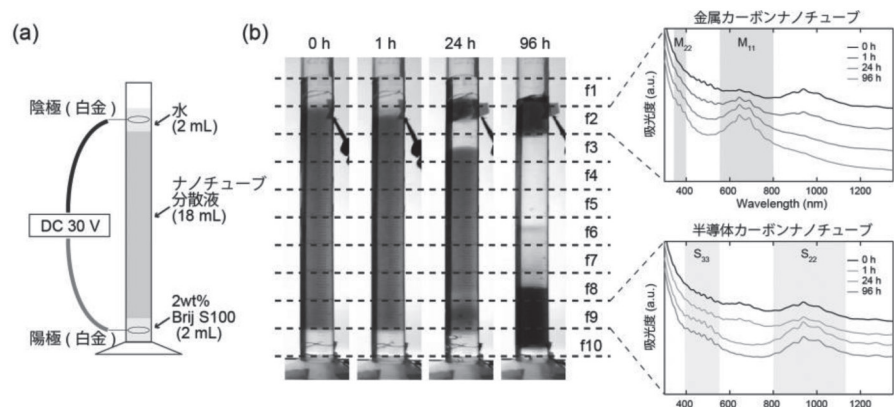 (a)
陰極 ( 白金 )
水
(2 mL)
ナノチューブ
分散液
(18 mL)
DC 30 V
2wt%
Brij S100
(2 mL)
陽極 ( 白金 )
(b)
0 h
1 h
24 h
96 h
f1
f2
f3
f4
f5
f6
f7
f8
f9
f10
金属カーボンナノチューブ
M22
M11
0 h
1 h
24 h
96 h
吸光度 (a.u.)
400
600
800
1000
1200
Wavelength (nm)
半導体カーボンナノチューブ
S33
S22
0 h
1 h
24 h
96 h
吸光度 (a.u.)
400
600
800
1000
1200